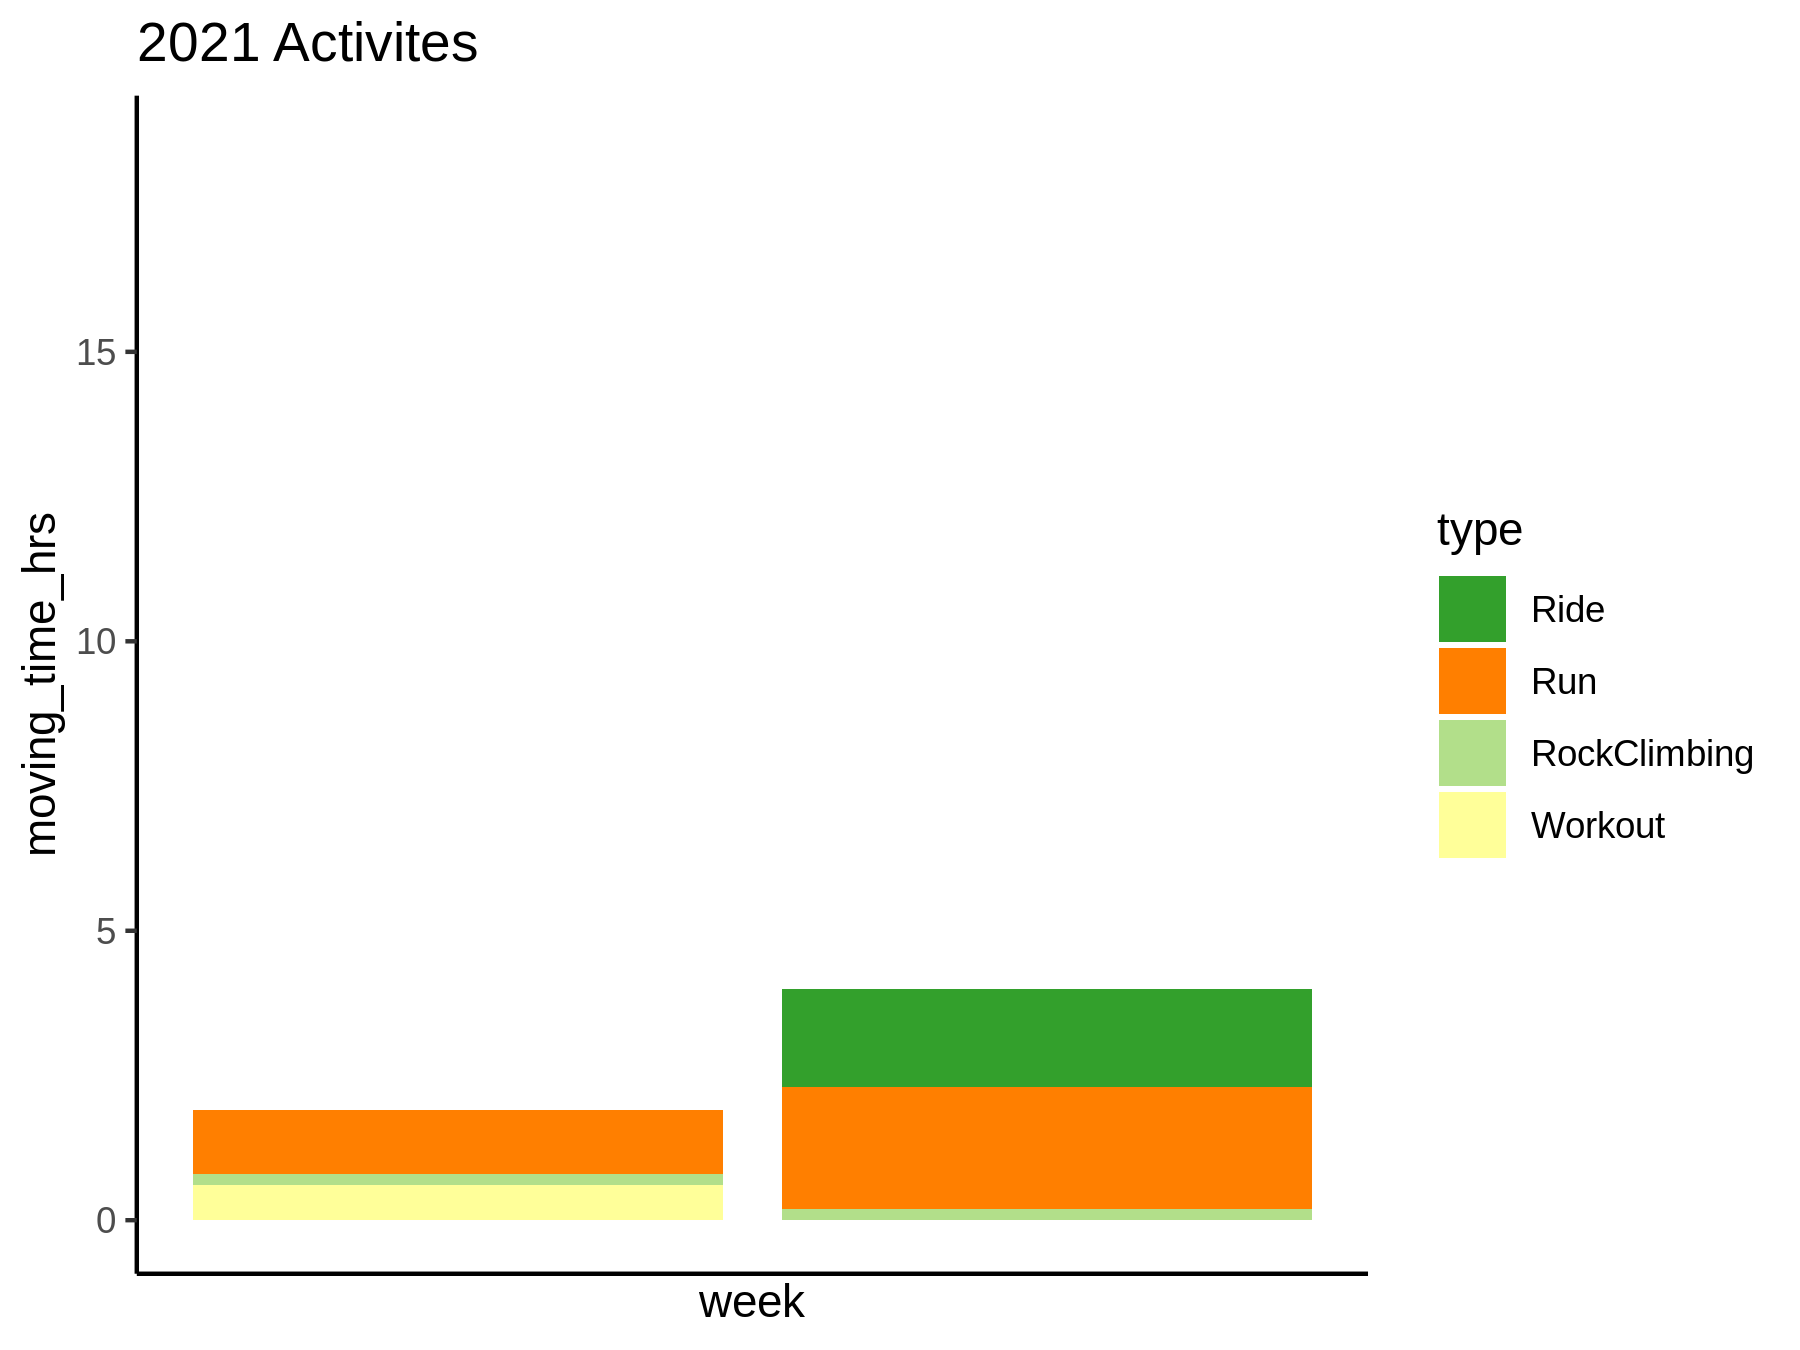 2021 Activites
moving_time_hrs
15
10
5
0
week
type
Ride
Run
RockClimbing
Workout